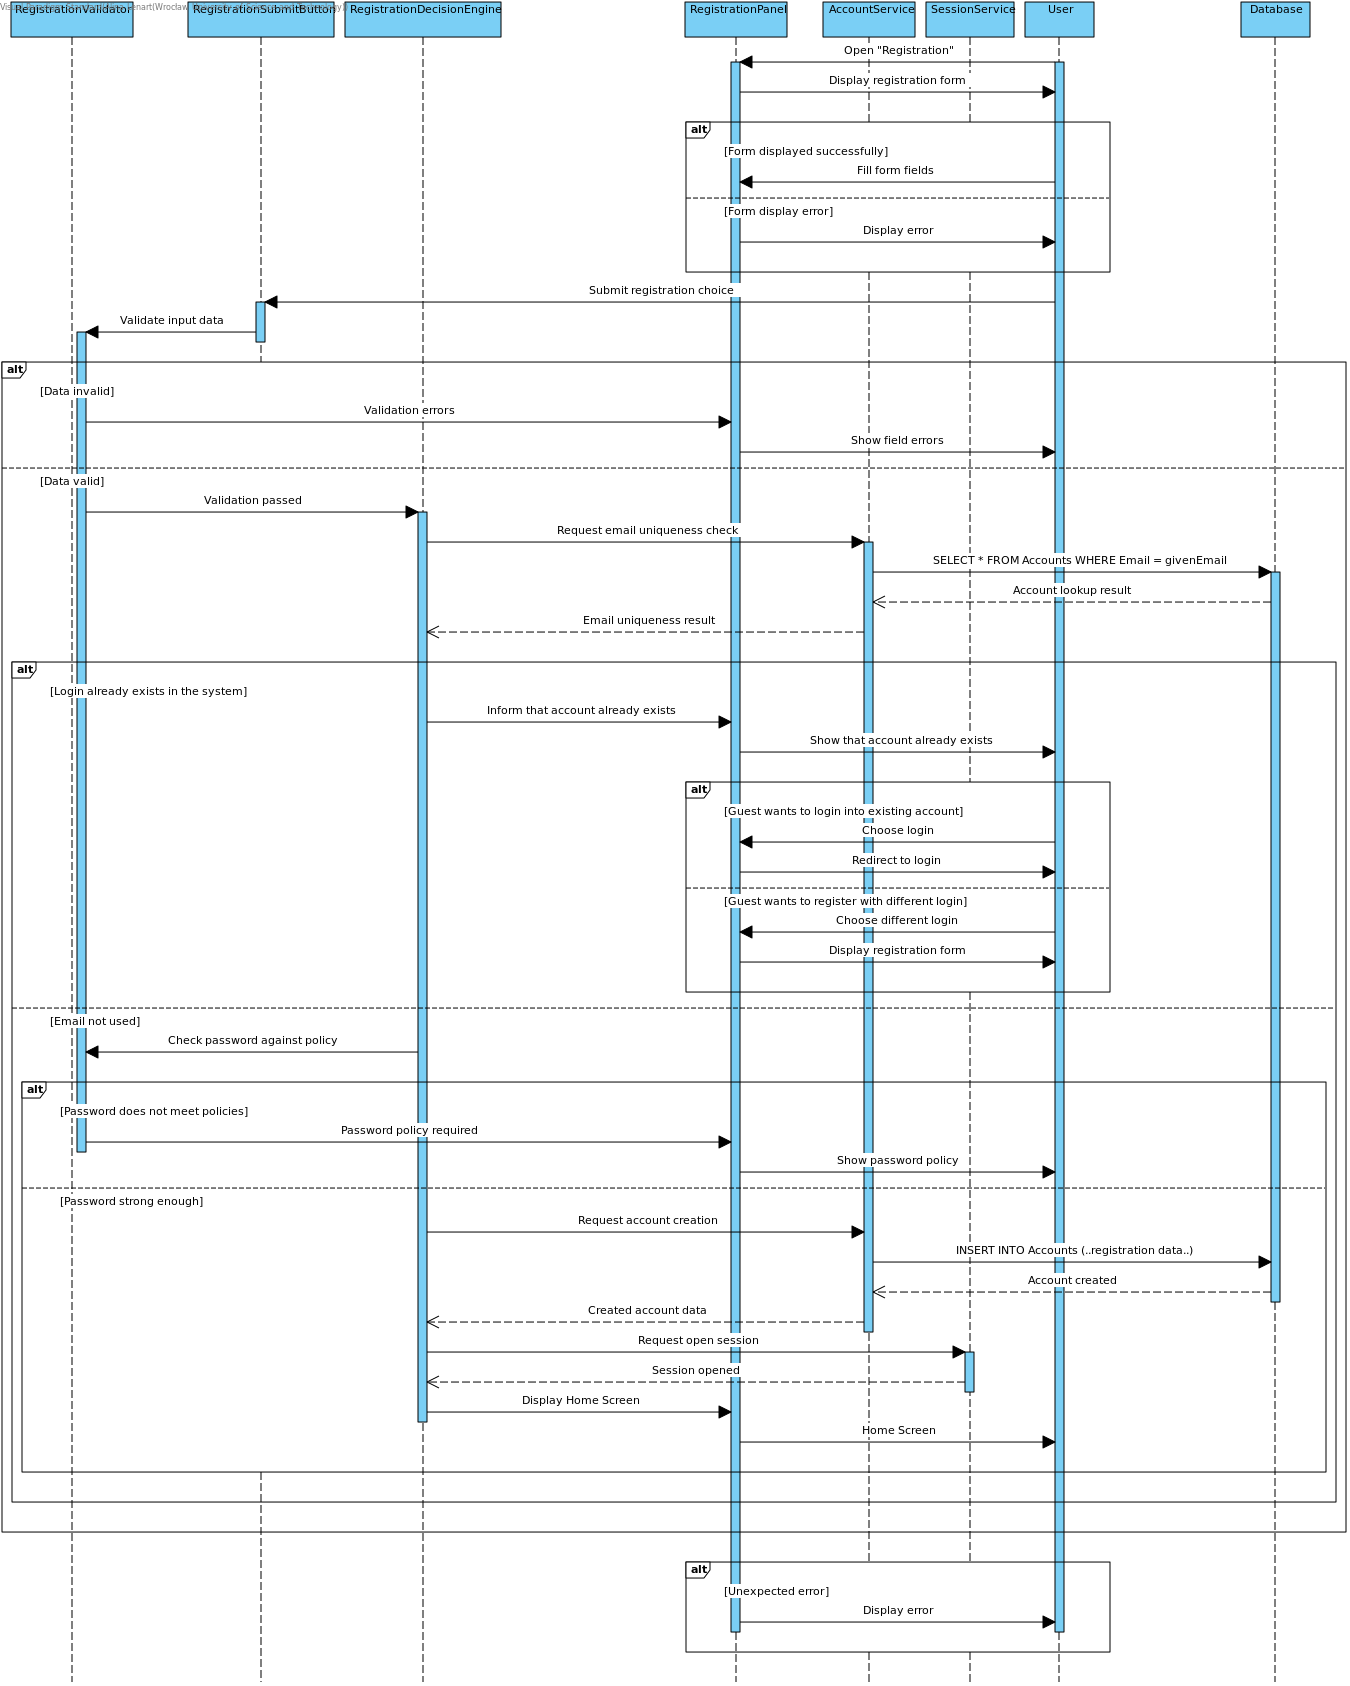 RegistrationValidator
RegistrationSubmitButton
RegistrationDecisionEngine
RegistrationPanel
AccountService
SessionService
User
Database
Open "Registration"
Display registration form
alt
[Form displayed successfully]
Fill form fields
[Form display error]
Display error
Submit registration choice
Validate input data
alt
[Data invalid]
Validation errors
Show field errors
[Data valid]
Validation passed
Request email uniqueness check
SELECT * FROM Accounts WHERE Email = givenEmail
Account lookup result
Email uniqueness result
alt
[Login already exists in the system]
Inform that account already exists
Show that account already exists
alt
[Guest wants to login into existing account]
Choose login
Redirect to login
[Guest wants to register with different login]
Choose different login
Display registration form
[Email not used]
Check password against policy
alt
[Password does not meet policies]
Password policy required
Show password policy
[Password strong enough]
Request account creation
INSERT INTO Accounts (..registration data..)
Account created
Created account data
Request open session
Session opened
Display Home Screen
Home Screen
alt
[Unexpected error]
Display error